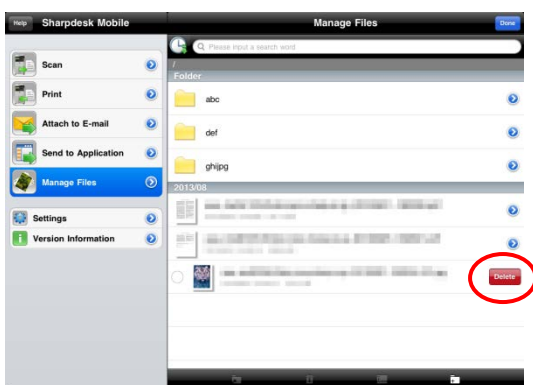 Help Sharpdesk Mobile
Manage Files
Done
Please input a search word
Scan
Print
Attach to E-mail
Send to Application
Manage Files
Settings
Version Information
/
Folder
abc
def
ghijpg
2013/08
Delete